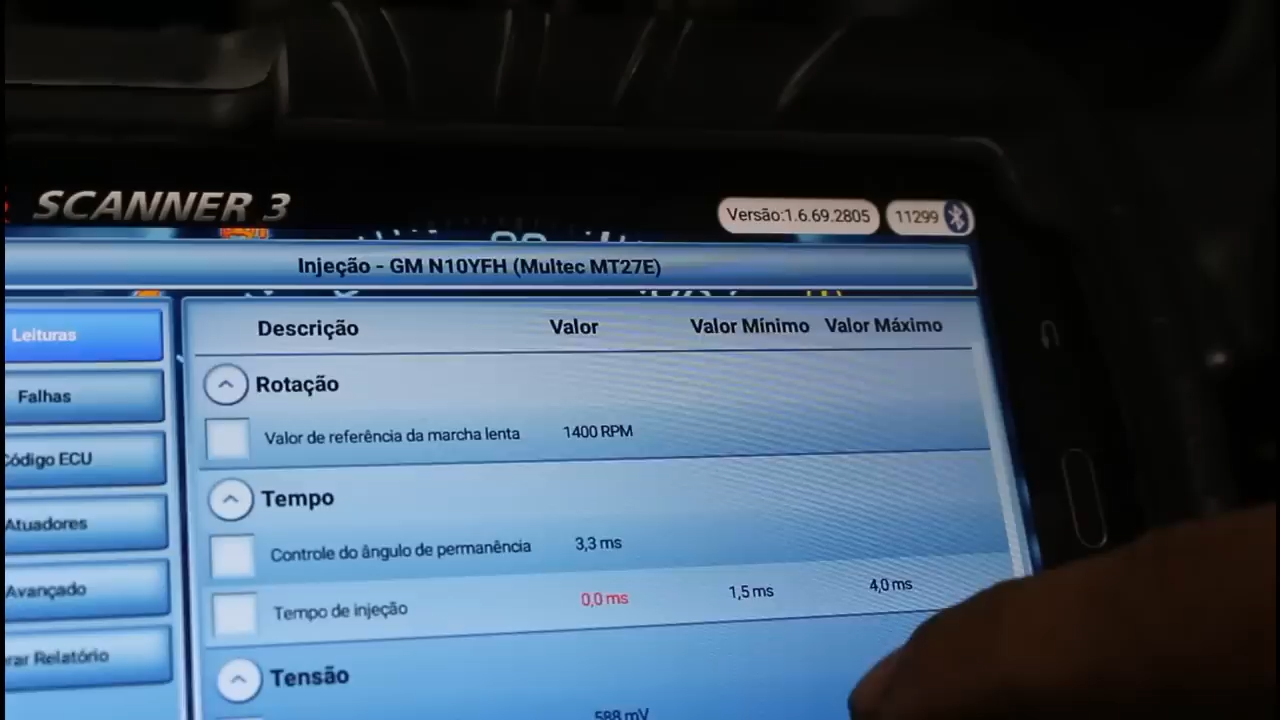 SCANNER 3
Versão:1.6.69.2805
11299
Injeção - GM N10YFH (Multec MT27E)
Leituras
Falhas
Código ECU
Atuadores
Avançado
Relatório
Descrição Valor Valor Mínimo Valor Máximo
Rotação
Valor de referência da marcha lenta 1400 RPM
Tempo
Controle do ângulo de permanência 3,3 ms
Tempo de injeção 0,0 ms 1,5 ms 4,0 ms
Tensão
588 mV